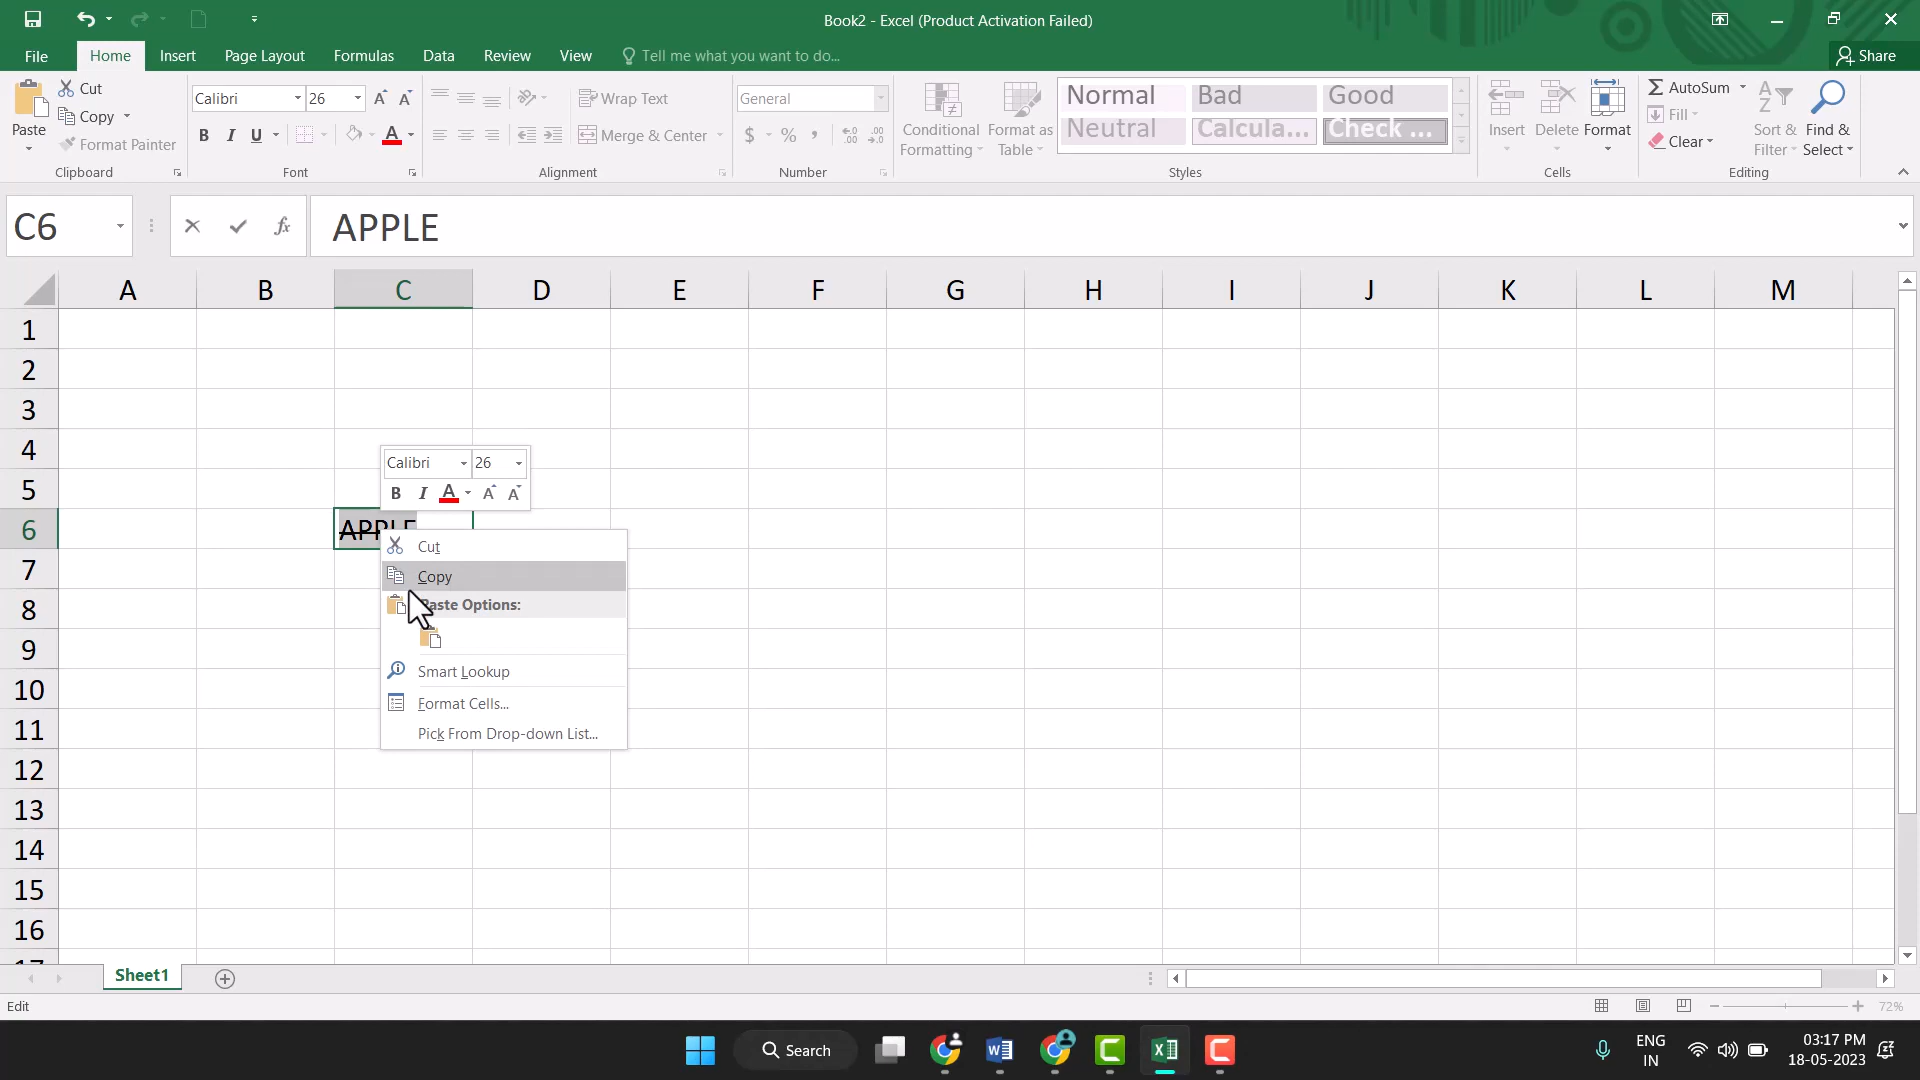 Book2 - Excel (Product Activation Failed)
File Home Insert Page Layout Formulas Data Review View Tell me what you want to do... Share
Paste Cut Copy Format Painter Clipboard
Calibri 26 B I U A Font
Wrap Text Merge & Center Alignment
General $ % , Number
Conditional Formatting Format as Table
Normal Bad Good
Neutral Calcula... Check ...
Styles
Insert Delete Format Cells
AutoSum Fill Clear Sort & Filter Find & Select Editing
C6 fx APPLE
A B C D E F G H I J K L M
1
2
3
4
Calibri 26
5
B I A A A
6 APPLE
Cut
7
Copy
8 Paste Options:
9
Smart Lookup
10
Format Cells...
11 Pick From Drop-down List...
12
13
14
15
16
17
Sheet1
Edit 72%
Search ENG IN 03:17 PM 18-05-2023